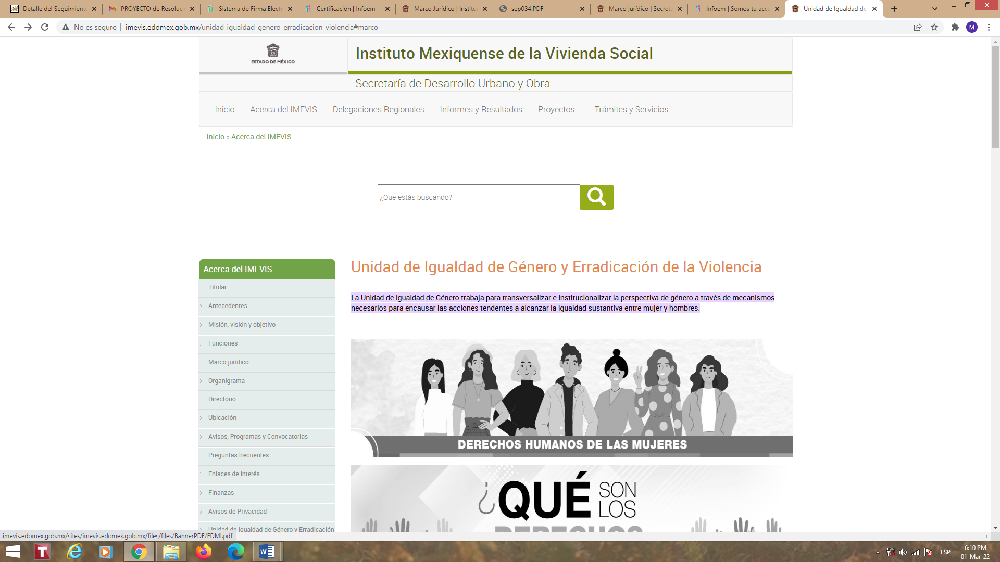 Detalle del Seguimiento
PROYECTO de Resoluci
Sistema de Firma Electr
Certificación | Infoem |
Marco Jurídico | Institut
sep034.PDF
Marco jurídico | Secreta
Infoem | Somos tu acce
Unidad de Igualdad de
No es seguro
imevis.edomex.gob.mx/unidad-igualdad-genero-erradicacion-violencia#marco
M
ESTADO DE MÉXICO
Instituto Mexiquense de la Vivienda Social
Secretaría de Desarrollo Urbano y Obra
Inicio Acerca del IMEVIS Delegaciones Regionales Informes y Resultados Proyectos Trámites y Servicios
Inicio » Acerca del IMEVIS
¿Que estás buscando?
Acerca del IMEVIS
Titular
Antecedentes
Misión, visión y objetivo
Funciones
Marco jurídico
Organigrama
Directorio
Ubicación
Avisos, Programas y Convocatorias
Preguntas frecuentes
Enlaces de interés
Finanzas
Avisos de Privacidad
Unidad de Igualdad de Género y Erradicación
Unidad de Igualdad de Género y Erradicación de la Violencia
La Unidad de Igualdad de Género trabaja para transversalizar e institucionalizar la perspectiva de género a través de mecanismos
necesarios para encausar las acciones tendentes a alcanzar la igualdad sustantiva entre mujer y hombres.
DERECHOS HUMANOS DE LAS MUJERES
¿QUÉ SON
LOS
DERECHOS
imevis.edomex.gob.mx/sites/imevis.edomex.gob.mx/files/files/BannerPDF/FDMI.pdf
ESP
6:10 PM
01-Mar-22